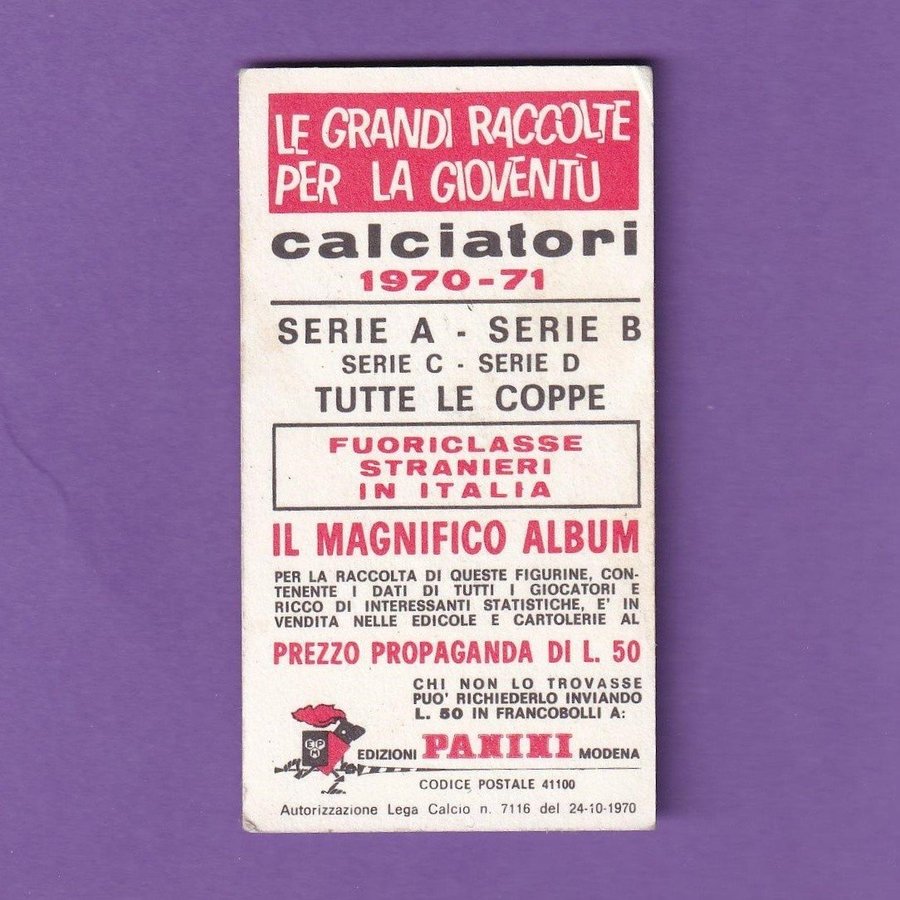 LE GRANDI RACCOLTE
PER LA GIOVENTÙ
calciatori
1970-71
SERIE A - SERIE B
SERIE C - SERIE D
TUTTE LE COPPE
FUORICLASSE
STRANIERI
IN ITALIA
IL MAGNIFICO ALBUM
PER LA RACCOLTA DI QUESTE FIGURINE, CON-
TENENTE I DATI DI TUTTI I GIOCATORI E
RICCO DI INTERESSANTI STATISTICHE, E' IN
VENDITA NELLE EDICOLE E CARTOLERIE AL
PREZZO PROPAGANDA DI L. 50
CHI NON LO TROVASSE
PUO' RICHIEDERLO INVIANDO
L. 50 IN FRANCOBOLLI A:
EPM
EDIZIONI PANINI MODENA
CODICE POSTALE 41100
Autorizzazione Lega Calcio n. 7116 del 24-10-1970